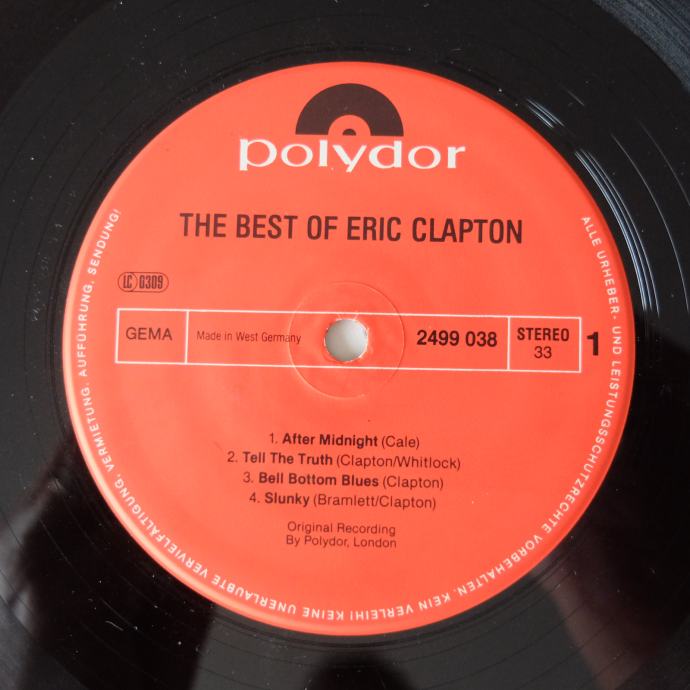 polydor
THE BEST OF ERIC CLAPTON
LC 0309
GEMA
Made in West Germany
2499 038
STEREO
33
1
1. After Midnight (Cale)
2. Tell The Truth (Clapton/Whitlock)
3. Bell Bottom Blues (Clapton)
4. Slunky (Bramlett/Clapton)
Original Recording
By Polydor, London
ALLE URHEBER- UND LEISTUNGSSCHUTZRECHTE VORBEHALTEN. KEIN VERLEIH! KEINE UNERLAUBTE VERVIELFÄLTIGUNG, VERMIETUNG, AUFFÜHRUNG, SENDUNG!